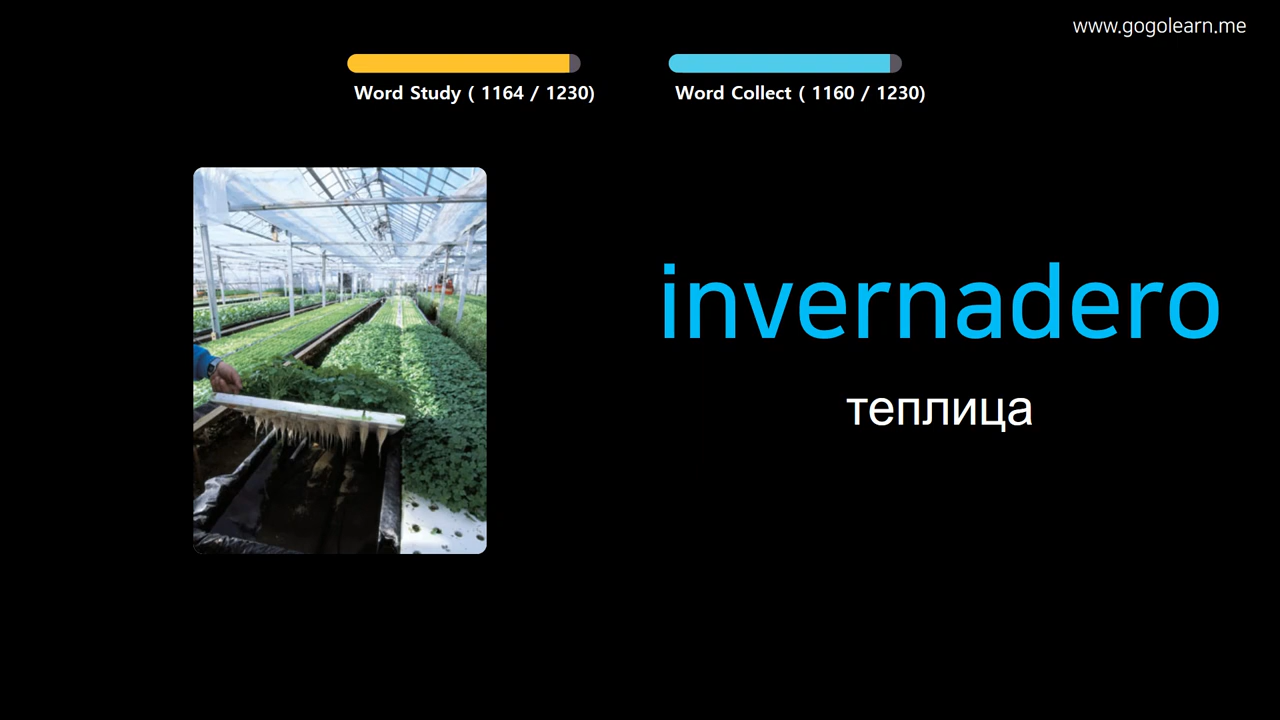 www.gogolearn.me
Word Study ( 1164 / 1230)
Word Collect ( 1160 / 1230)
invernadero
теплица